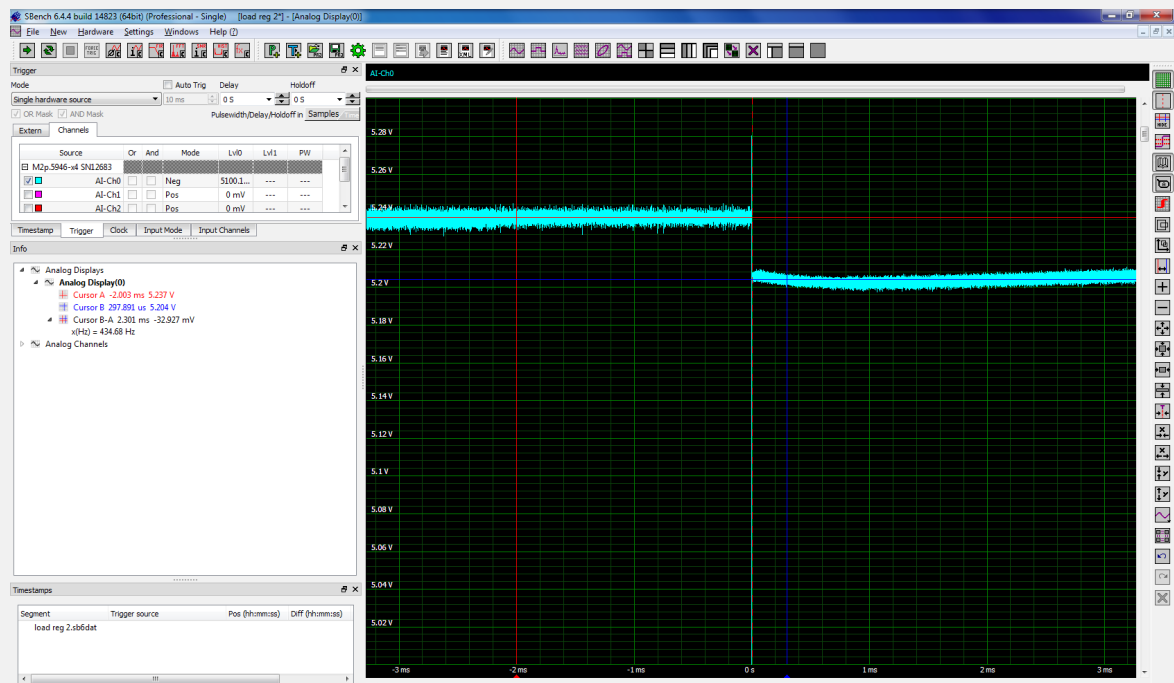 SBench 6.4.4 build 14823 (64bit) (Professional - Single)    [load reg 2*] - [Analog Display(0)]
File New Hardware Settings Windows Help (?)
Trigger
Mode Auto Trig Delay Holdoff
Single hardware source 10 ms 0 S 0 S
OR Mask AND Mask Pulsewidth/Delay/Holdoff in Samples
Extern Channels
Source Or And Mode Lvl0 Lvl1 PW
M2p.5946-x4 SN12683
AI-Ch0 Neg 5100.1... --- ---
AI-Ch1 Pos 0 mV --- ---
AI-Ch2 Pos 0 mV --- ---
Timestamp Trigger Clock Input Mode Input Channels
Info
Analog Displays
Analog Display(0)
Cursor A -2.003 ms 5.237 V
Cursor B 297.891 us 5.204 V
Cursor B-A 2.301 ms -32.927 mV
x(Hz) = 434.68 Hz
Analog Channels
Timestamps
Segment Trigger source Pos (hh:mm:ss) Diff (hh:mm:ss)
load reg 2.sb6dat
AI-Ch0
5.28 V
5.26 V
5.24 V
5.22 V
5.2 V
5.18 V
5.16 V
5.14 V
5.12 V
5.1 V
5.08 V
5.06 V
5.04 V
5.02 V
-3 ms -2 ms -1 ms 0 s 1 ms 2 ms 3 ms